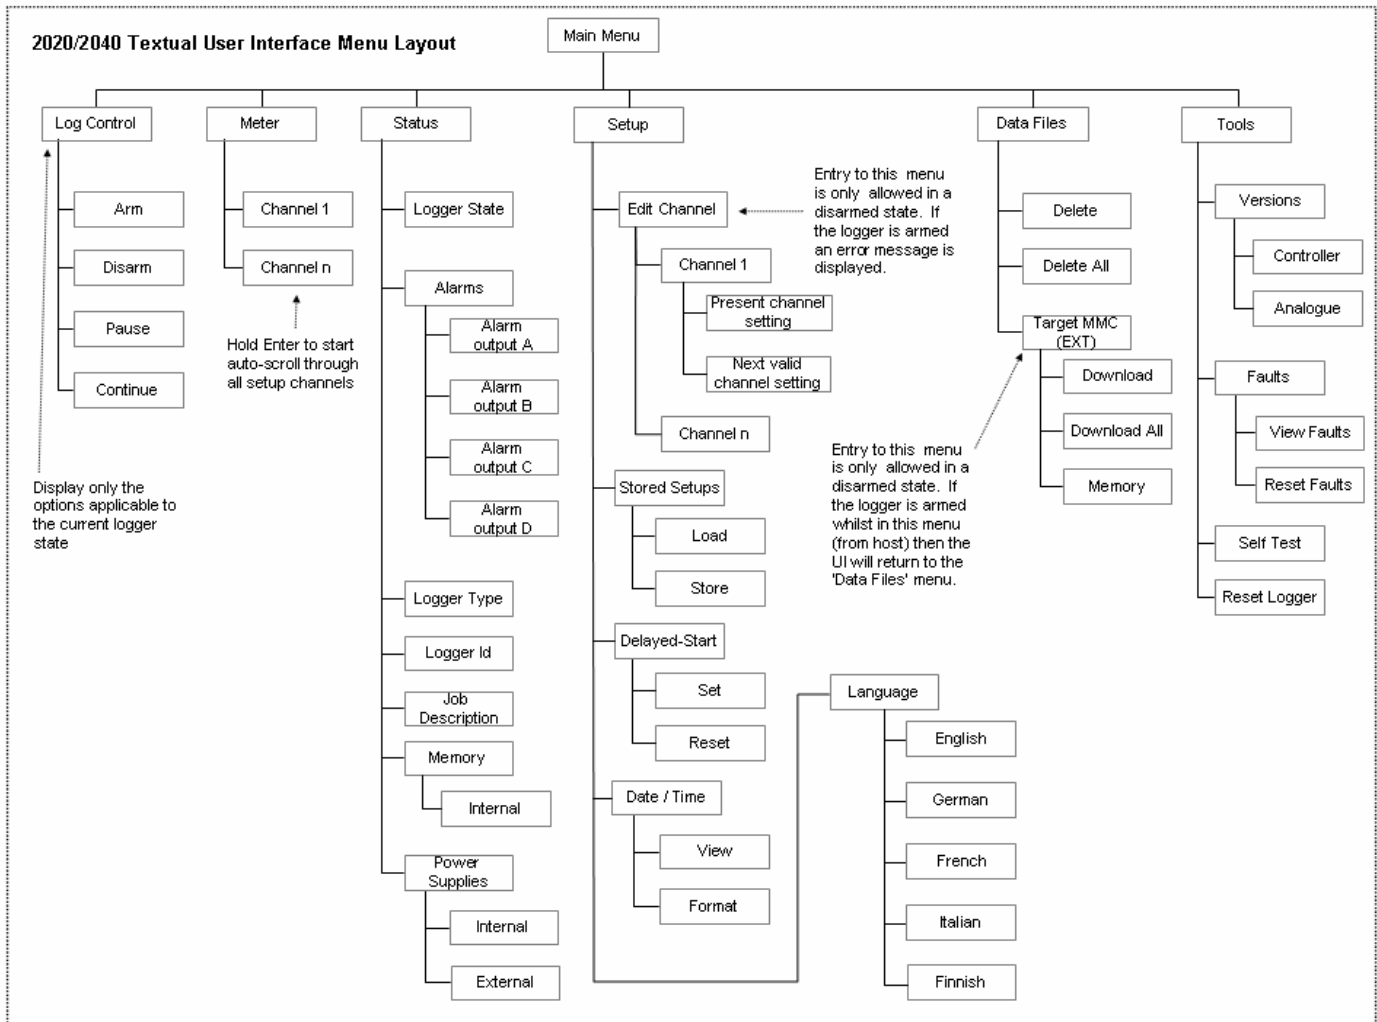 2020/2040 Textual User Interface Menu Layout
Main Menu
Log Control
Arm
Disarm
Pause
Continue
Display only the
options applicable to
the current logger
state
Meter
Channel 1
Channel n
Hold Enter to start
auto-scroll through
all setup channels
Status
Logger State
Alarms
Alarm
output A
Alarm
output B
Alarm
output C
Alarm
output D
Logger Type
Logger Id
Job
Description
Memory
Internal
Power
Supplies
Internal
External
Setup
Edit Channel
Entry to this menu
is only allowed in a
disarmed state. If
the logger is armed
an error message is
displayed.
Channel 1
Present channel
setting
Next valid
channel setting
Channel n
Stored Setups
Load
Store
Delayed-Start
Set
Reset
Date / Time
View
Format
Language
English
German
French
Italian
Finnish
Data Files
Delete
Delete All
Target MMC
(EXT)
Download
Download All
Memory
Entry to this menu
is only allowed in a
disarmed state. If
the logger is armed
whilst in this menu
(from host) then the
UI will return to the
'Data Files' menu.
Tools
Versions
Controller
Analogue
Faults
View Faults
Reset Faults
Self Test
Reset Logger